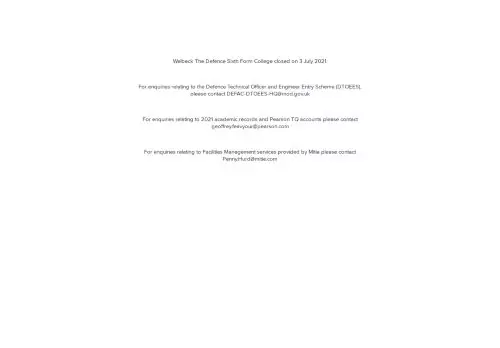 Welbeck The Defence Sixth Form College closed on 3 July 2021
For enquiries relating to the Defence Technical Officer and Engineer Entry Scheme (DTOEES),
please contact DEFAC-DTOEES-HQ@mod.gov.uk
For enquiries relating to 2021 academic records and Pearson TQ accounts please contact
geoffrey.feavyour@pearson.com
For enquiries relating to Facilities Management services provided by Mitie please contact
Penny.Hurd@mitie.com